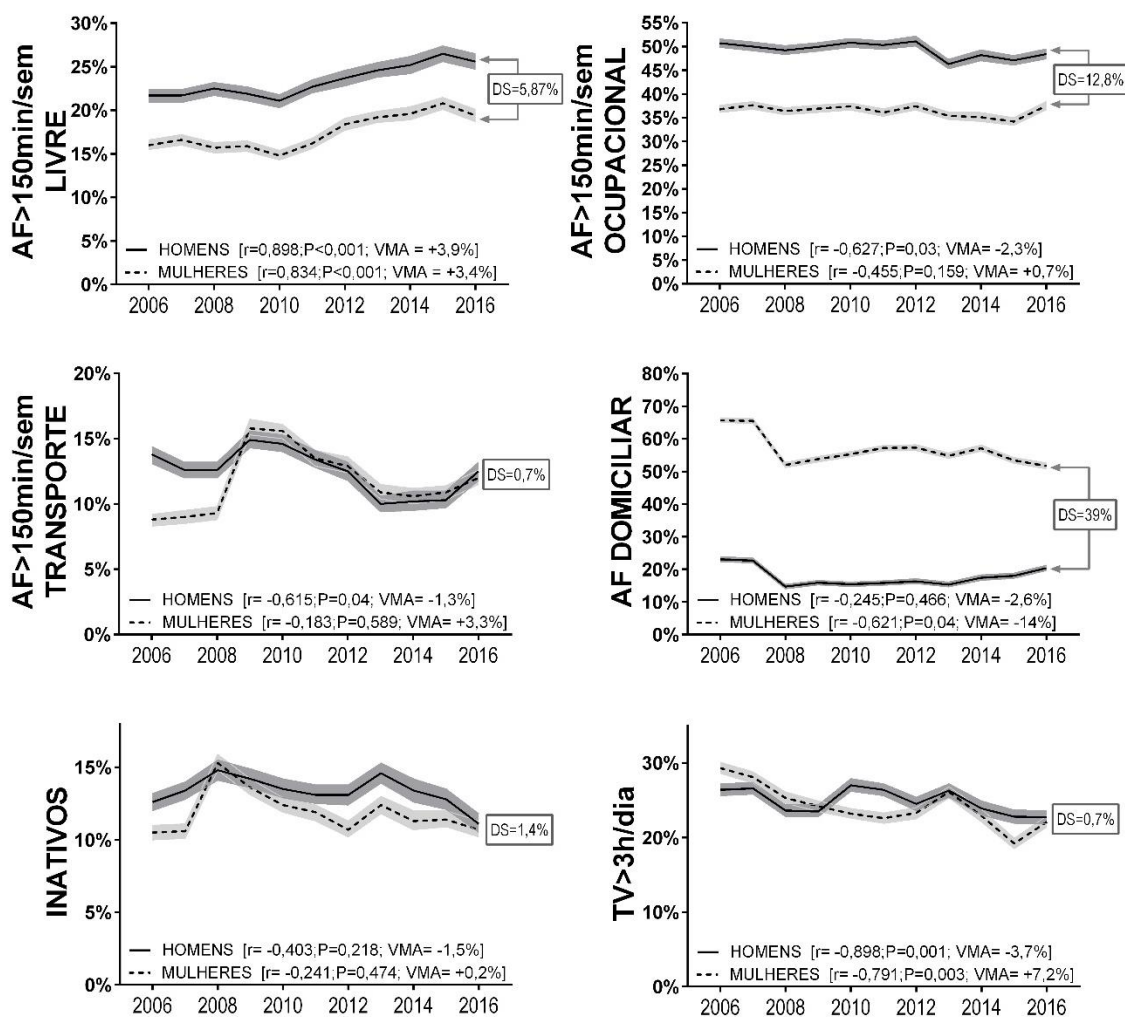 30%
25%
20%
15%
10%
5%
0%
AF>150min/sem
LIVRE
DS=5,87%
HOMENS [r=0,898;P<0,001; VMA = +3,9%]
MULHERES [r=0,834;P<0,001; VMA = +3,4%]
2006 2008 2010 2012 2014 2016
55%
50%
45%
40%
35%
30%
25%
20%
15%
10%
5%
0%
AF>150min/sem
OCUPACIONAL
DS=12,8%
HOMENS [r= -0,627;P=0,03; VMA= -2,3%]
MULHERES [r= -0,455;P=0,159; VMA= +0,7%]
2006 2008 2010 2012 2014 2016
20%
15%
10%
5%
0%
AF>150min/sem
TRANSPORTE
DS=0,7%
HOMENS [r= -0,615;P=0,04; VMA= -1,3%]
MULHERES [r= -0,183;P=0,589; VMA= +3,3%]
2006 2008 2010 2012 2014 2016
80%
70%
60%
50%
40%
30%
20%
10%
0%
AF DOMICILIAR
DS=39%
HOMENS [r= -0,245;P=0,466; VMA= -2,6%]
MULHERES [r= -0,621;P=0,04; VMA= -14%]
2006 2008 2010 2012 2014 2016
15%
10%
5%
0%
INATIVOS
DS=1,4%
HOMENS [r= -0,403;P=0,218; VMA= -1,5%]
MULHERES [r= -0,241;P=0,474; VMA= +0,2%]
2006 2008 2010 2012 2014 2016
30%
20%
10%
0%
TV>3h/dia
DS=0,7%
HOMENS [r= -0,898;P=0,001; VMA= -3,7%]
MULHERES [r= -0,791;P=0,003; VMA= +7,2%]
2006 2008 2010 2012 2014 2016